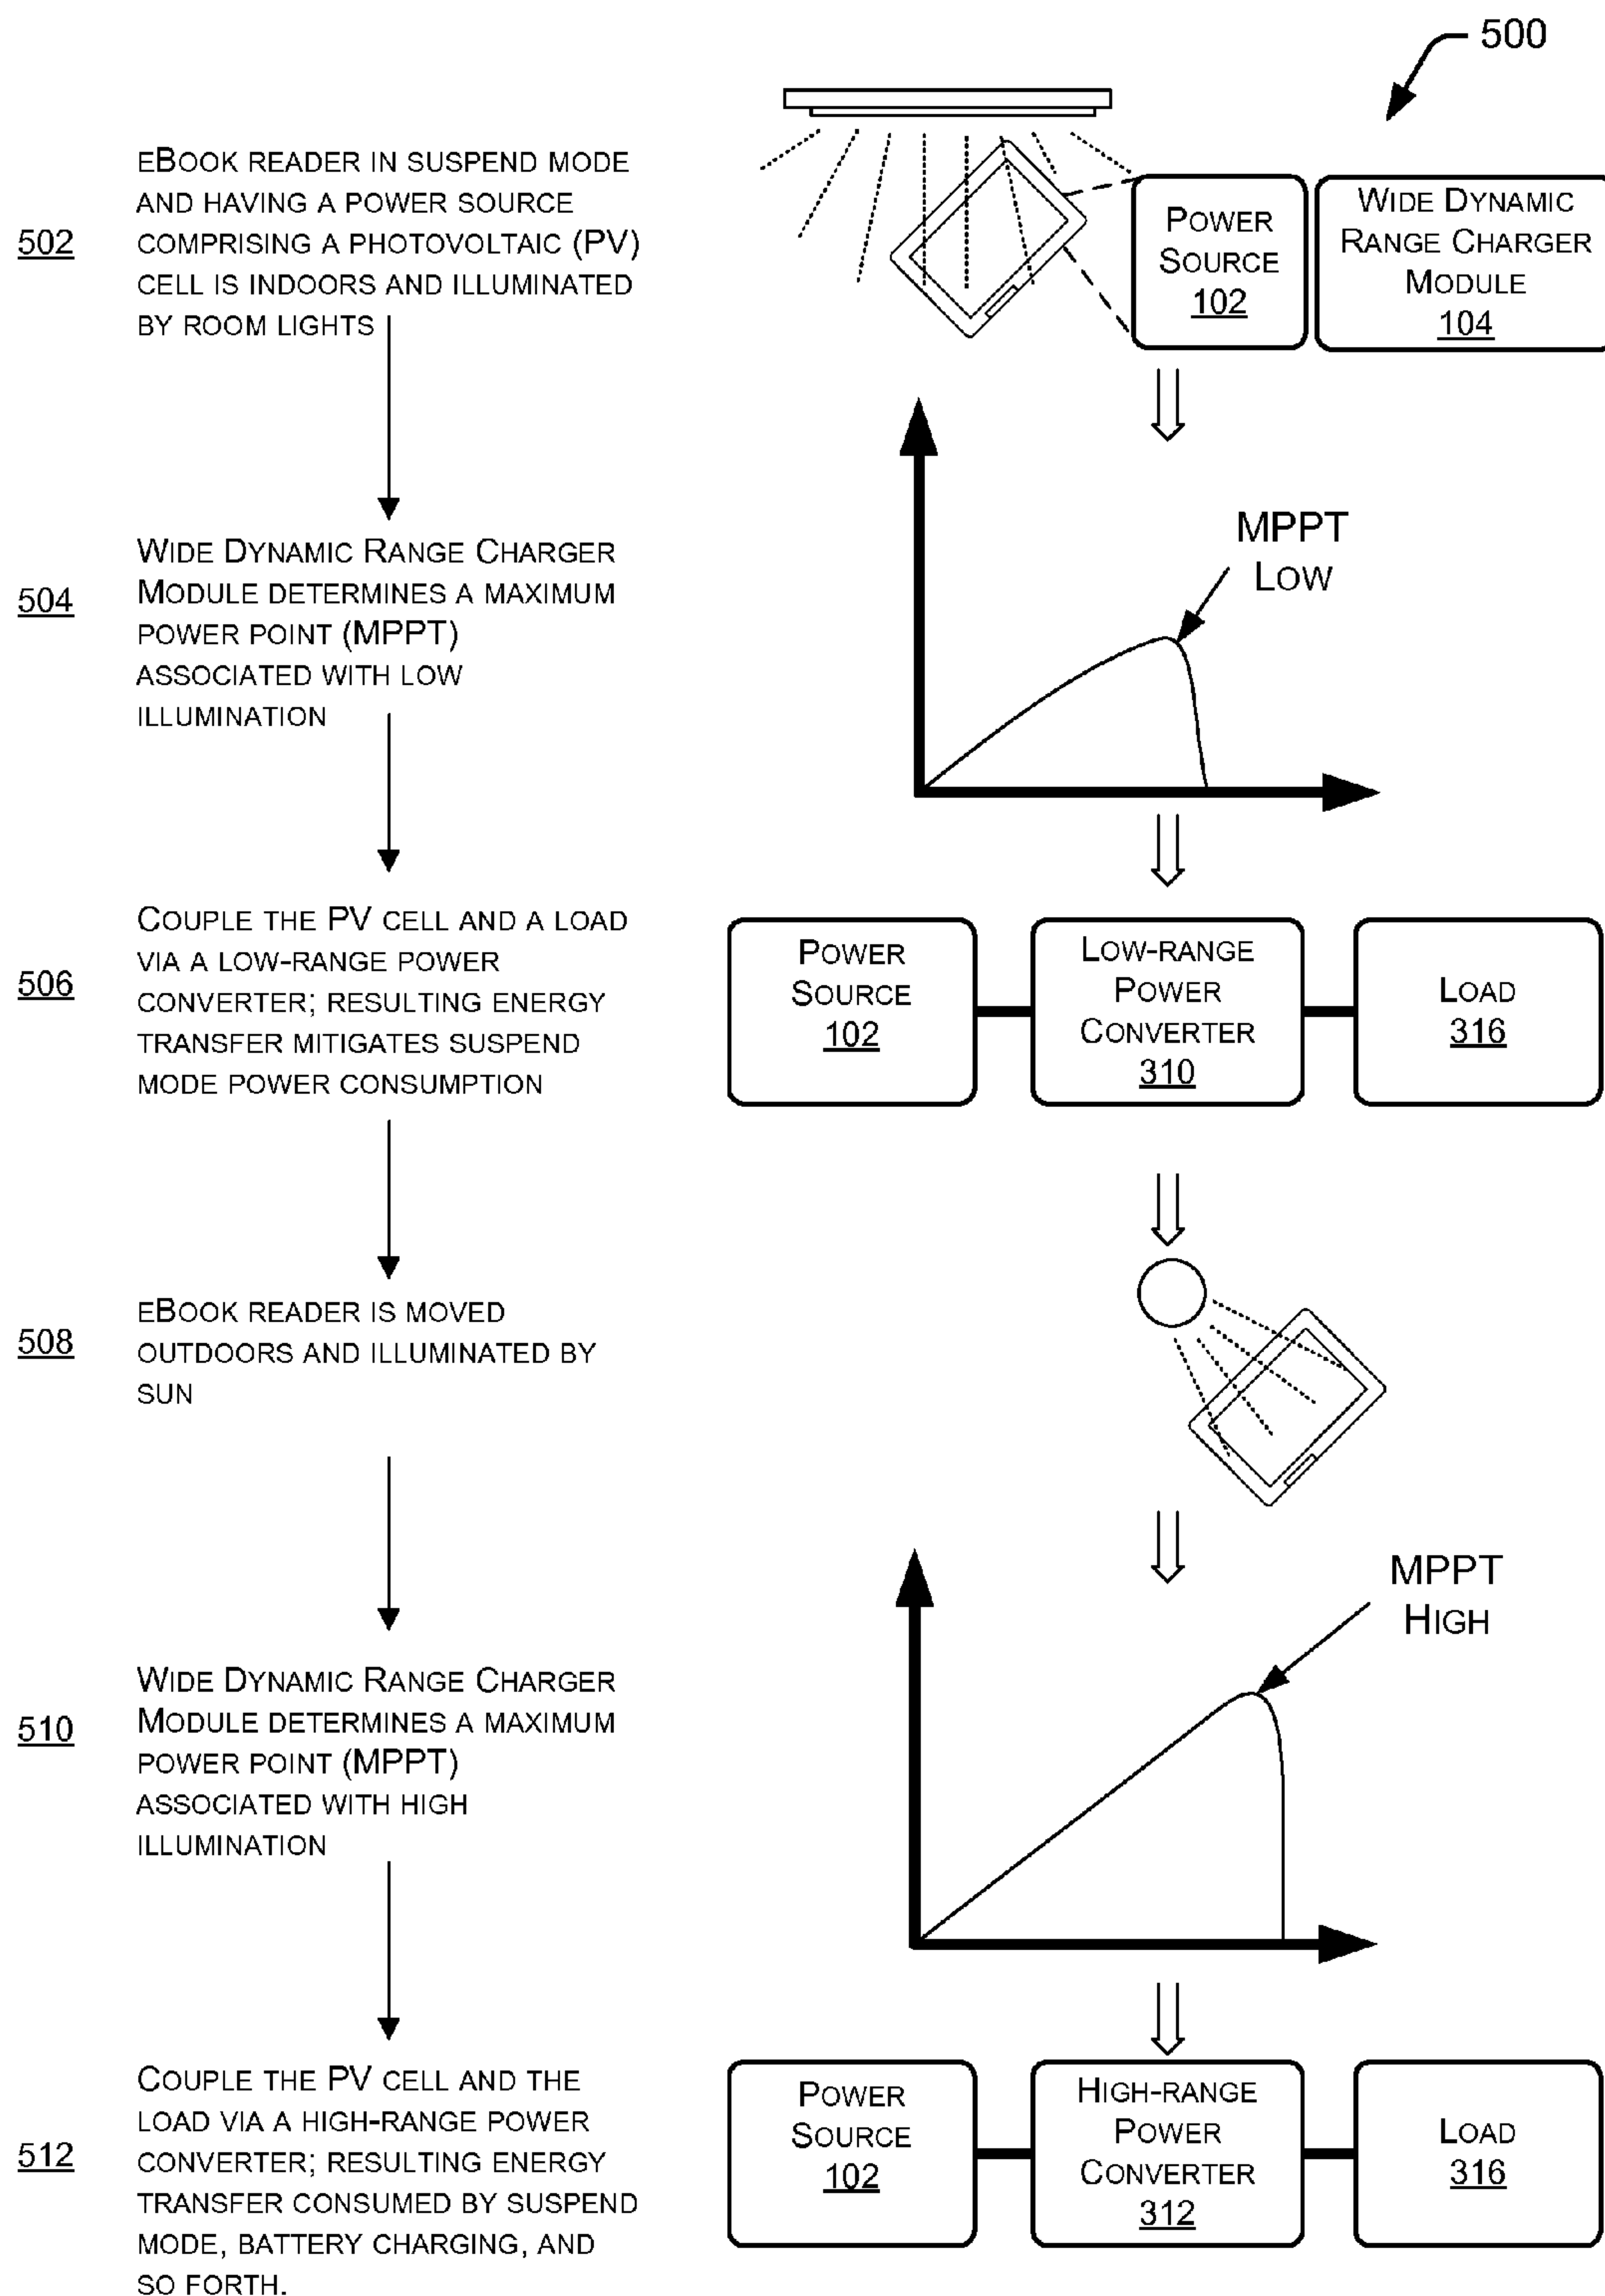 500
502
EBOOK READER IN SUSPEND MODE
AND HAVING A POWER SOURCE
COMPRISING A PHOTOVOLTAIC (PV)
CELL IS INDOORS AND ILLUMINATED
BY ROOM LIGHTS
POWER
SOURCE
102
WIDE DYNAMIC
RANGE CHARGER
MODULE
104
504
WIDE DYNAMIC RANGE CHARGER
MODULE DETERMINES A MAXIMUM
POWER POINT (MPPT)
ASSOCIATED WITH LOW
ILLUMINATION
MPPT
LOW
506
COUPLE THE PV CELL AND A LOAD
VIA A LOW-RANGE POWER
CONVERTER; RESULTING ENERGY
TRANSFER MITIGATES SUSPEND
MODE POWER CONSUMPTION
POWER
SOURCE
102
LOW-RANGE
POWER
CONVERTER
310
LOAD
316
508
EBOOK READER IS MOVED
OUTDOORS AND ILLUMINATED BY
SUN
510
WIDE DYNAMIC RANGE CHARGER
MODULE DETERMINES A MAXIMUM
POWER POINT (MPPT)
ASSOCIATED WITH HIGH
ILLUMINATION
MPPT
HIGH
512
COUPLE THE PV CELL AND THE
LOAD VIA A HIGH-RANGE POWER
CONVERTER; RESULTING ENERGY
TRANSFER CONSUMED BY SUSPEND
MODE, BATTERY CHARGING, AND
SO FORTH.
POWER
SOURCE
102
HIGH-RANGE
POWER
CONVERTER
312
LOAD
316